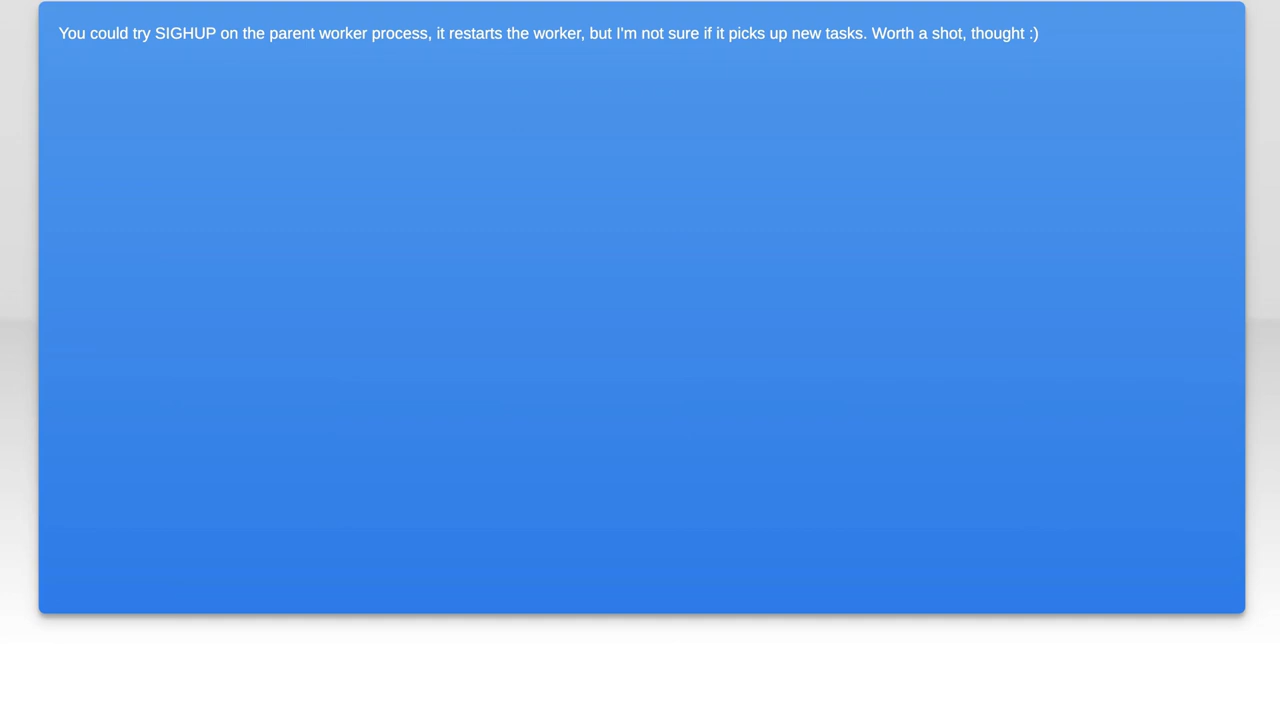 You could try SIGHUP on the parent worker process, it restarts the worker, but I'm not sure if it picks up new tasks. Worth a shot, thought :)